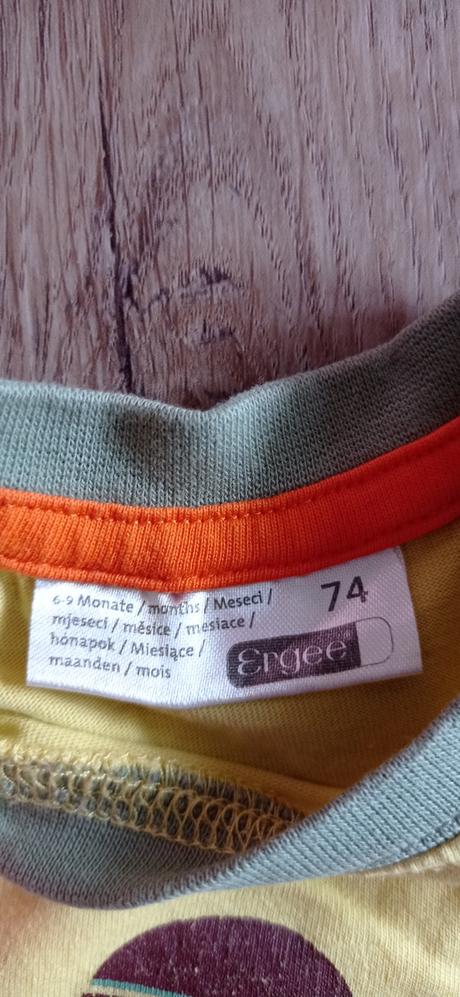 6-9 Monate / months / Meseci /
mjeseci / měsíce / mesiace /
hónapok / Miesiące /
maanden / mois
74
Ergee